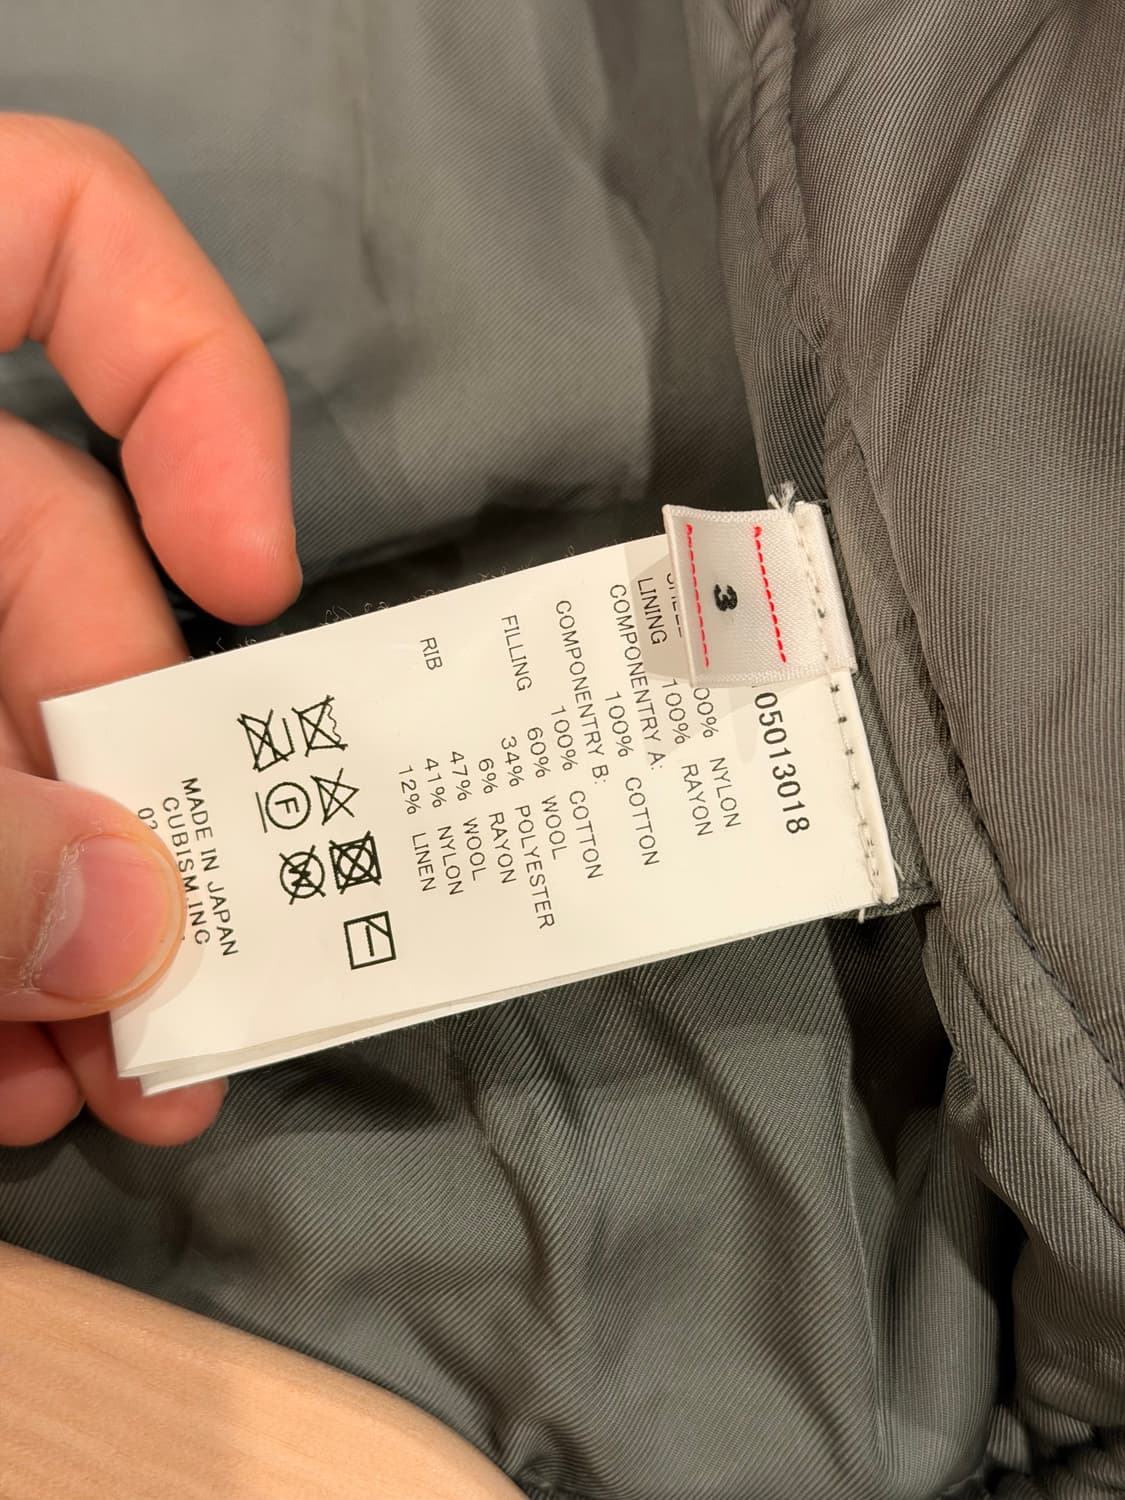 3
05013018
100% NYLON
LINING 100% RAYON
COMPONENTRY A:
100% COTTON
COMPONENTRY B:
100% COTTON
FILLING 60% WOOL
34% POLYESTER
6% RAYON
RIB 47% WOOL
41% NYLON
12% LINEN
F
W
MADE IN JAPAN
CUBISM.INC